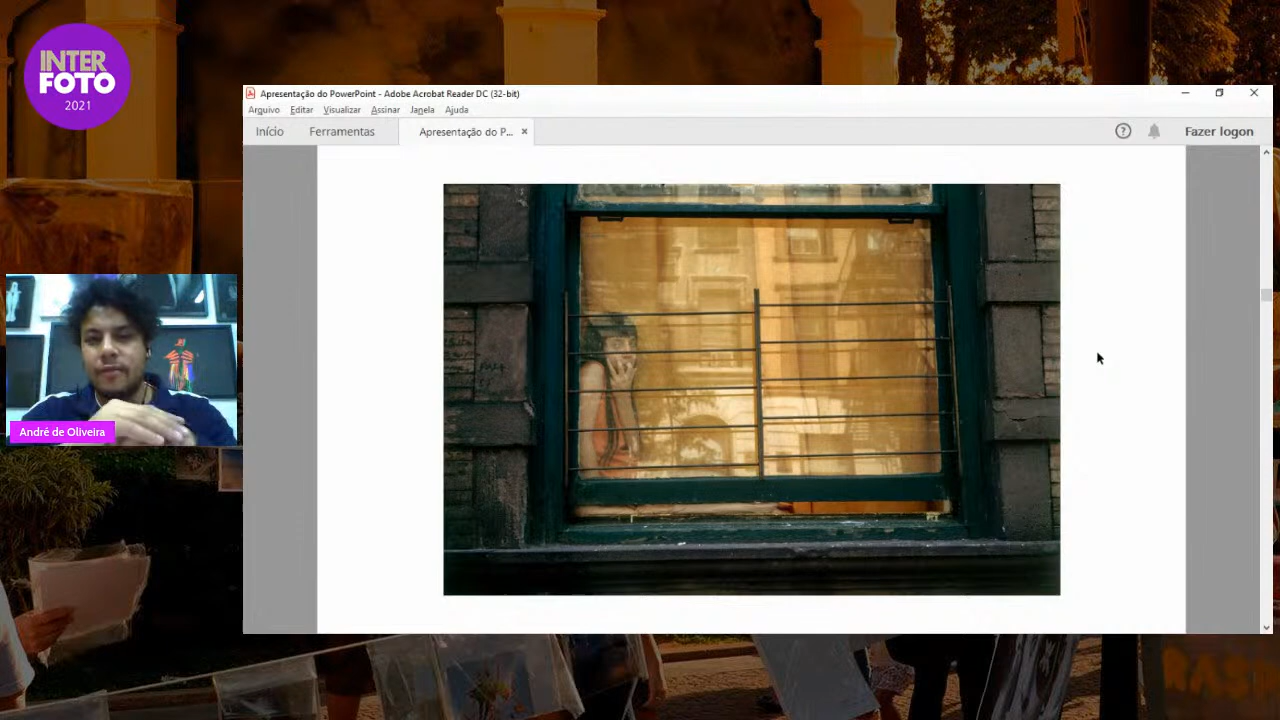 INTER
FOTO
2021
Apresentação do PowerPoint - Adobe Acrobat Reader DC (32-bit)
Arquivo Editar Visualizar Assinar Janela Ajuda
Início Ferramentas Apresentação do P... × Fazer logon
André de Oliveira